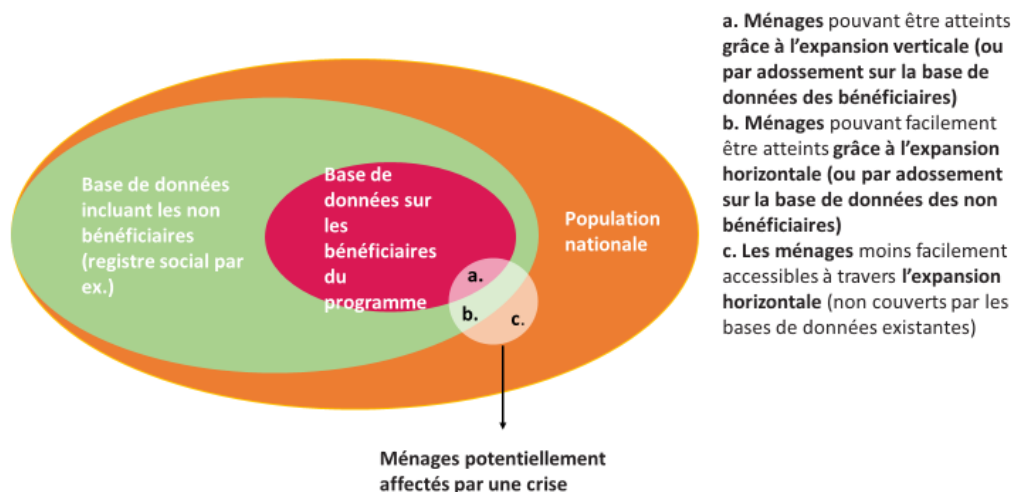 Base de données
incluant les non
bénéficiaires
(registre social par
ex.)
Base de
données sur
les
bénéficiaires
du
programme
Population
nationale
a.
b.
c.
Ménages potentiellement
affectés par une crise
a. Ménages pouvant être atteints
grâce à l'expansion verticale (ou
par adossement sur la base de
données des bénéficiaires)
b. Ménages pouvant facilement
être atteints grâce à l'expansion
horizontale (ou par adossement
sur la base de données des non
bénéficiaires)
c. Les ménages moins facilement
accessibles à travers l'expansion
horizontale (non couverts par les
bases de données existantes)